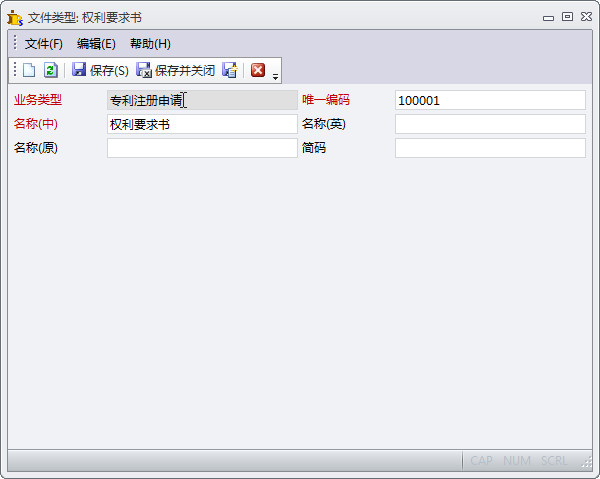 文件类型: 权利要求书
文件(F) 编辑(E) 帮助(H)
保存(S) 保存并关闭
业务类型 专利注册申请 唯一编码 100001
名称(中) 权利要求书 名称(英)
名称(原) 简码
CAP NUM SCRL